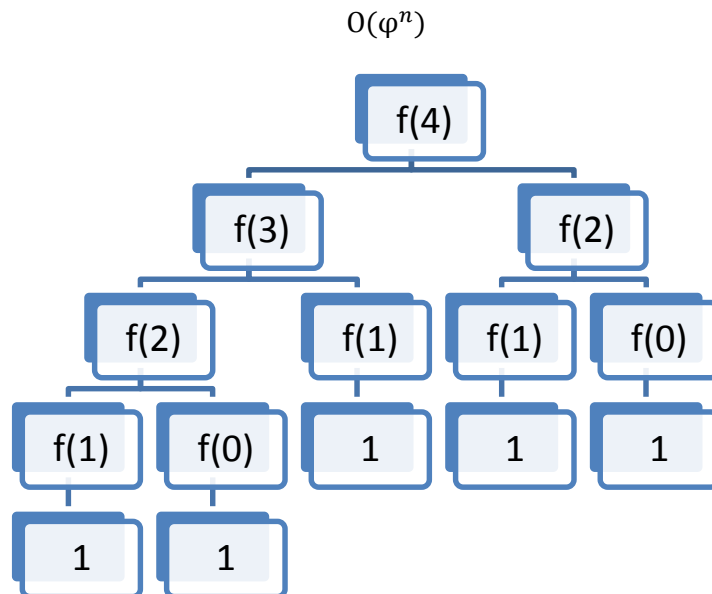 O(φⁿ)
f(4)
f(3) f(2)
f(2) f(1) f(1) f(0)
f(1) f(0) 1 1 1
1 1